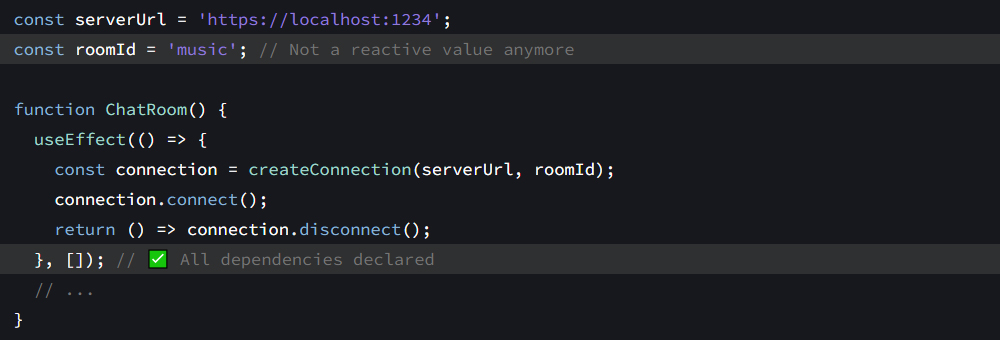 const serverUrl = 'https://localhost:1234';
const roomId = 'music'; // Not a reactive value anymore
function ChatRoom() {
  useEffect(() => {
    const connection = createConnection(serverUrl, roomId);
    connection.connect();
    return () => connection.disconnect();
  }, []); // ✅ All dependencies declared
  // ...
}